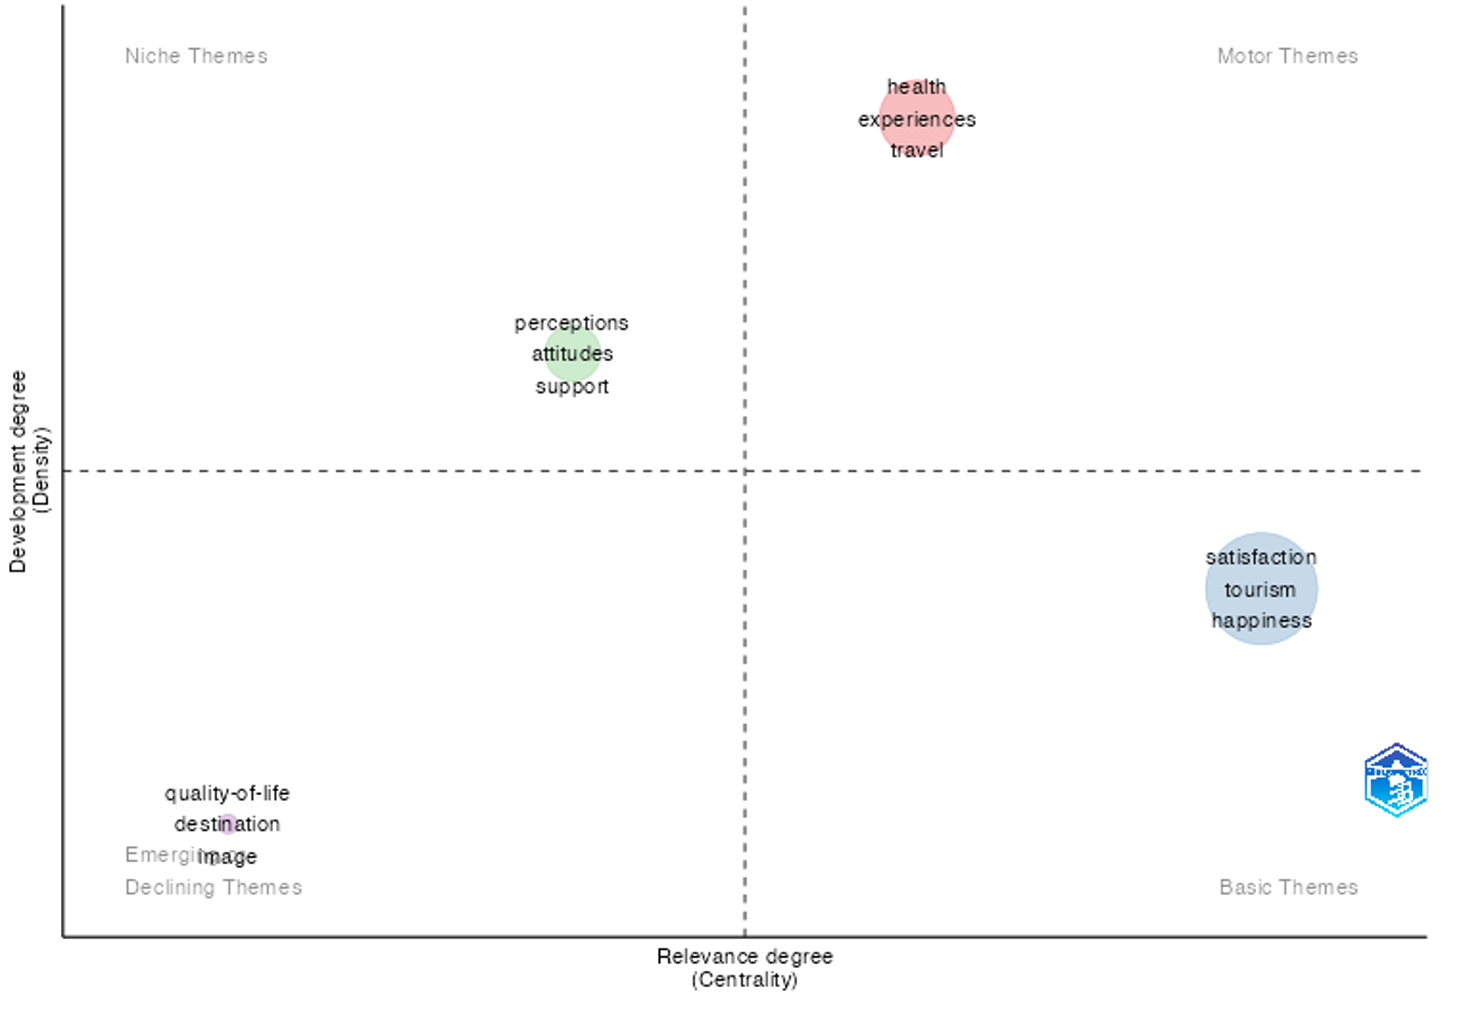 Niche Themes
Motor Themes
health
experiences
travel
perceptions
attitudes
support
Development degree
(Density)
satisfaction
tourism
happiness
quality-of-life
destination
image
Emerging or
Declining Themes
Basic Themes
Relevance degree
(Centrality)